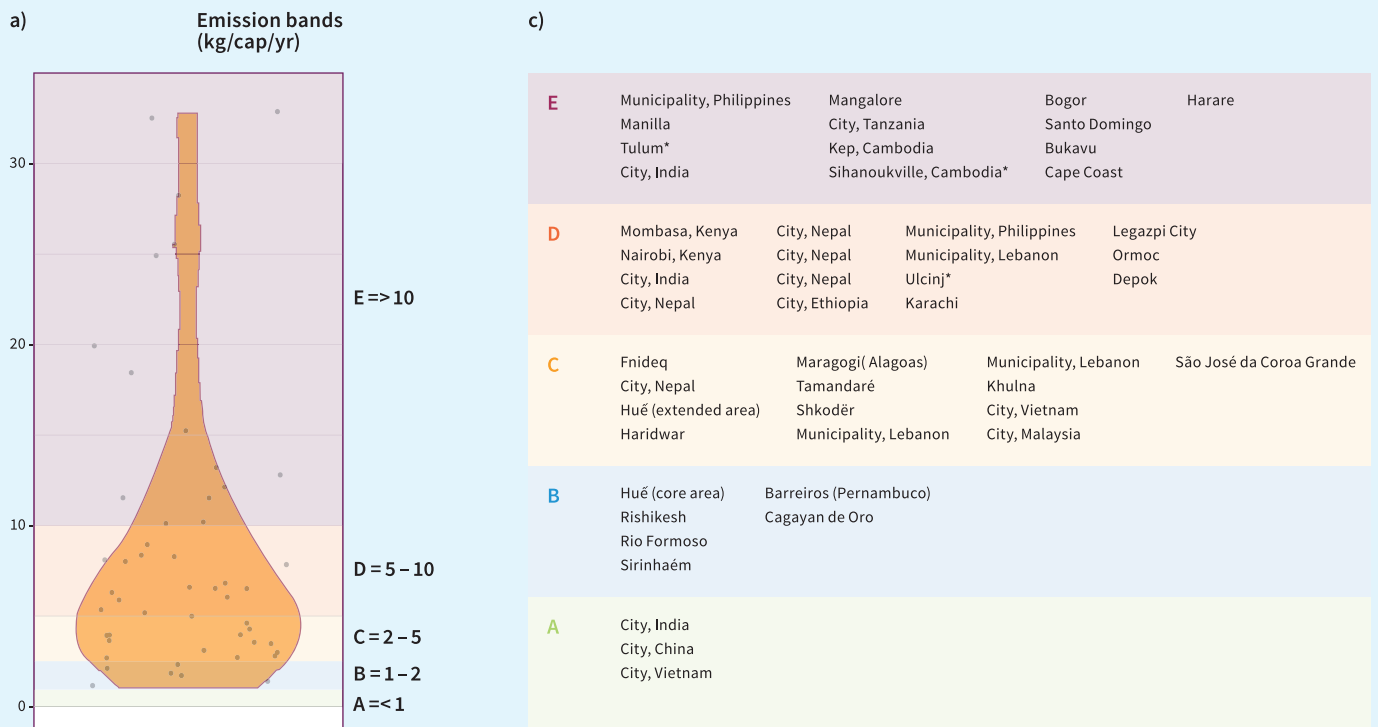 a)
Emission bands
(kg/cap/yr)
30
20
10
0
E => 10
D = 5 – 10
C = 2 – 5
B = 1 – 2
A =< 1
c)
E
Municipality, Philippines
Manilla
Tulum*
City, India
Mangalore
City, Tanzania
Kep, Cambodia
Sihanoukville, Cambodia*
Bogor
Santo Domingo
Bukavu
Cape Coast
Harare
D
Mombasa, Kenya
Nairobi, Kenya
City, India
City, Nepal
City, Nepal
City, Nepal
City, Nepal
City, Ethiopia
Municipality, Philippines
Municipality, Lebanon
Ulcinj*
Karachi
Legazpi City
Ormoc
Depok
C
Fnideq
City, Nepal
Huế (extended area)
Haridwar
Maragogi( Alagoas)
Tamandaré
Shkodër
Municipality, Lebanon
Municipality, Lebanon
Khulna
City, Vietnam
City, Malaysia
São José da Coroa Grande
B
Huế (core area)
Rishikesh
Rio Formoso
Sirinhaém
Barreiros (Pernambuco)
Cagayan de Oro
A
City, India
City, China
City, Vietnam